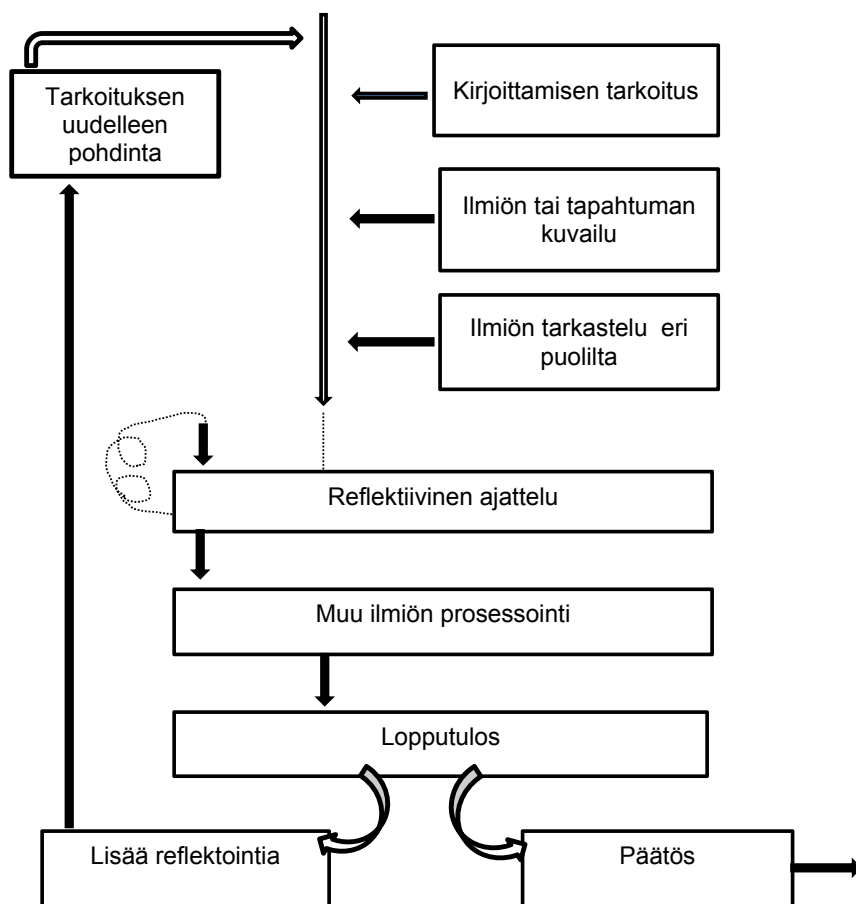 Tarkoituksen
uudelleen
pohdinta
Kirjoittamisen tarkoitus
Ilmiön tai tapahtuman
kuvailu
Ilmiön tarkastelu eri
puolilta
Reflektiivinen ajattelu
Muu ilmiön prosessointi
Lopputulos
Lisää reflektointia
Päätös